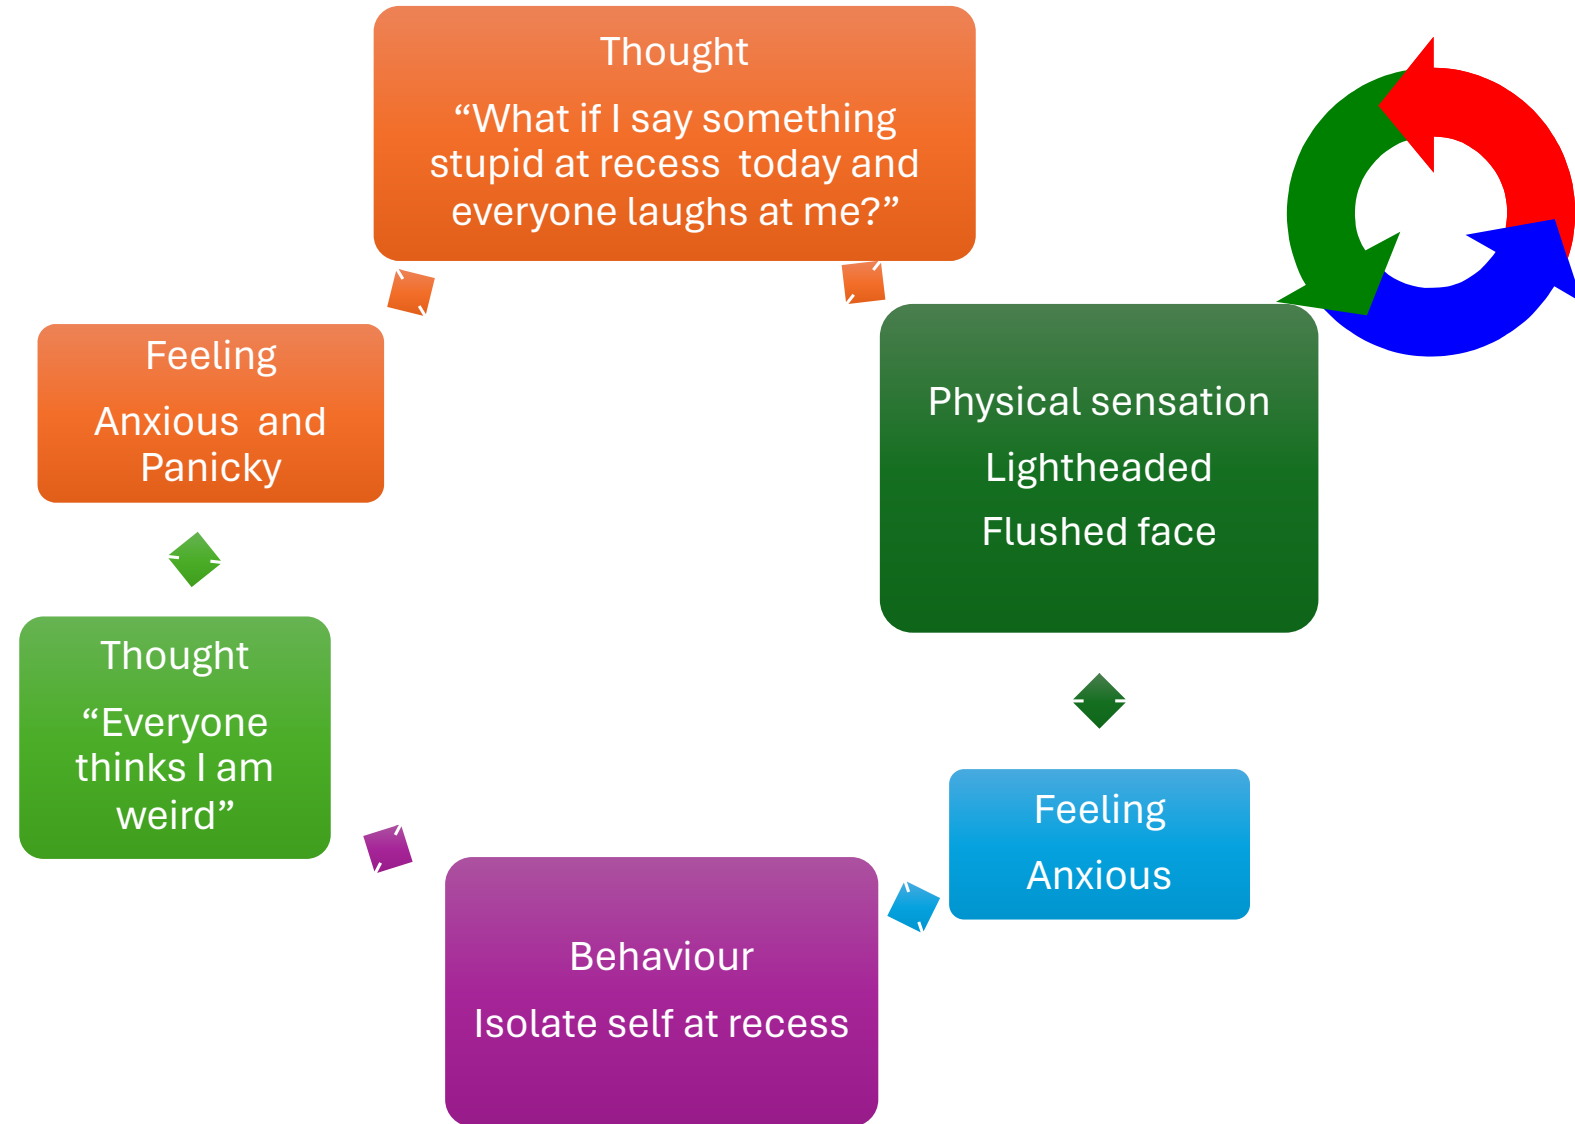 Thought
“What if I say something
stupid at recess  today and
everyone laughs at me?”
Physical sensation
Lightheaded
Flushed face
Feeling
Anxious
Behaviour
Isolate self at recess
Thought
“Everyone
thinks I am
weird”
Feeling
Anxious  and
Panicky